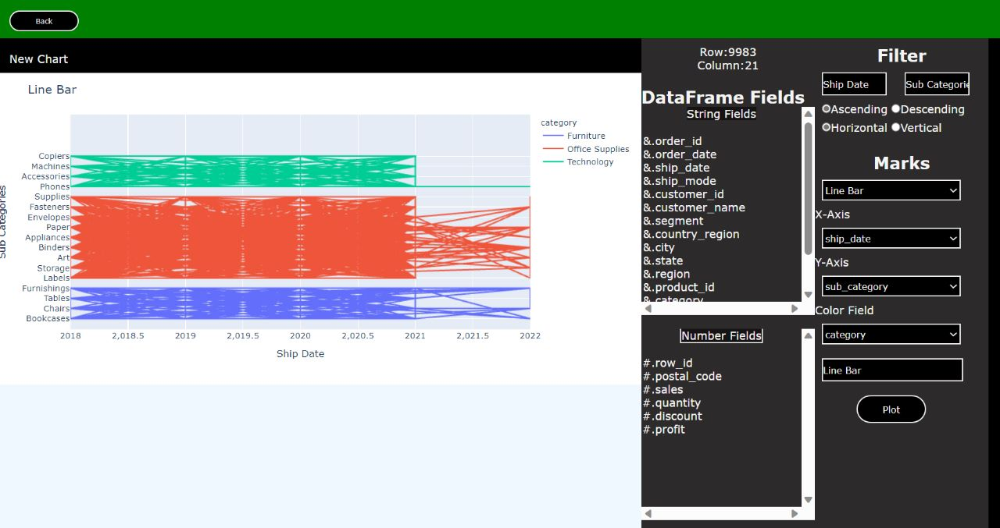 Back
New Chart
Line Bar
category
Furniture
Office Supplies
Technology
Sub Categories
Copiers
Machines
Accessories
Phones
Supplies
Fasteners
Envelopes
Paper
Appliances
Binders
Art
Storage
Labels
Furnishings
Tables
Chairs
Bookcases
2018 2,018.5 2019 2,019.5 2020 2,020.5 2021 2,021.5 2022
Ship Date
Row:9983
Column:21
DataFrame Fields
String Fields
&.order_id
&.order_date
&.ship_date
&.ship_mode
&.customer_id
&.customer_name
&.segment
&.country_region
&.city
&.state
&.region
&.product_id
&.category
Number Fields
#.row_id
#.postal_code
#.sales
#.quantity
#.discount
#.profit
Filter
Ship Date Sub Categorie
Ascending Descending
Horizontal Vertical
Marks
Line Bar
X-Axis
ship_date
Y-Axis
sub_category
Color Field
category
Line Bar
Plot